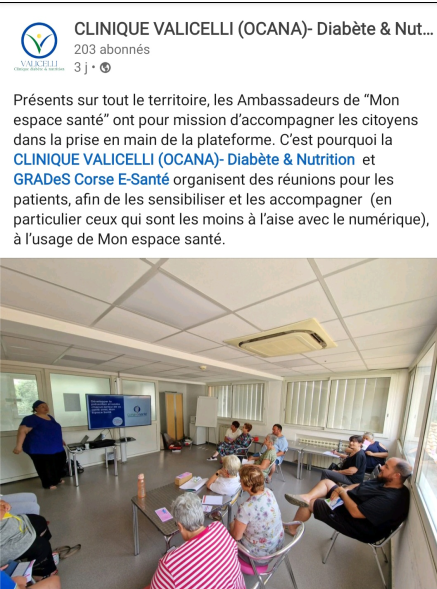 CLINIQUE VALICELLI (OCANA)- Diabète & Nut...
203 abonnés
3 j •
VALICELLI
Présents sur tout le territoire, les Ambassadeurs de “Mon
espace santé” ont pour mission d’accompagner les citoyens
dans la prise en main de la plateforme. C’est pourquoi la
CLINIQUE VALICELLI (OCANA)- Diabète & Nutrition et
GRADeS Corse E-Santé organisent des réunions pour les
patients, afin de les sensibiliser et les accompagner (en
particulier ceux qui sont les moins à l’aise avec le numérique),
à l’usage de Mon espace santé.